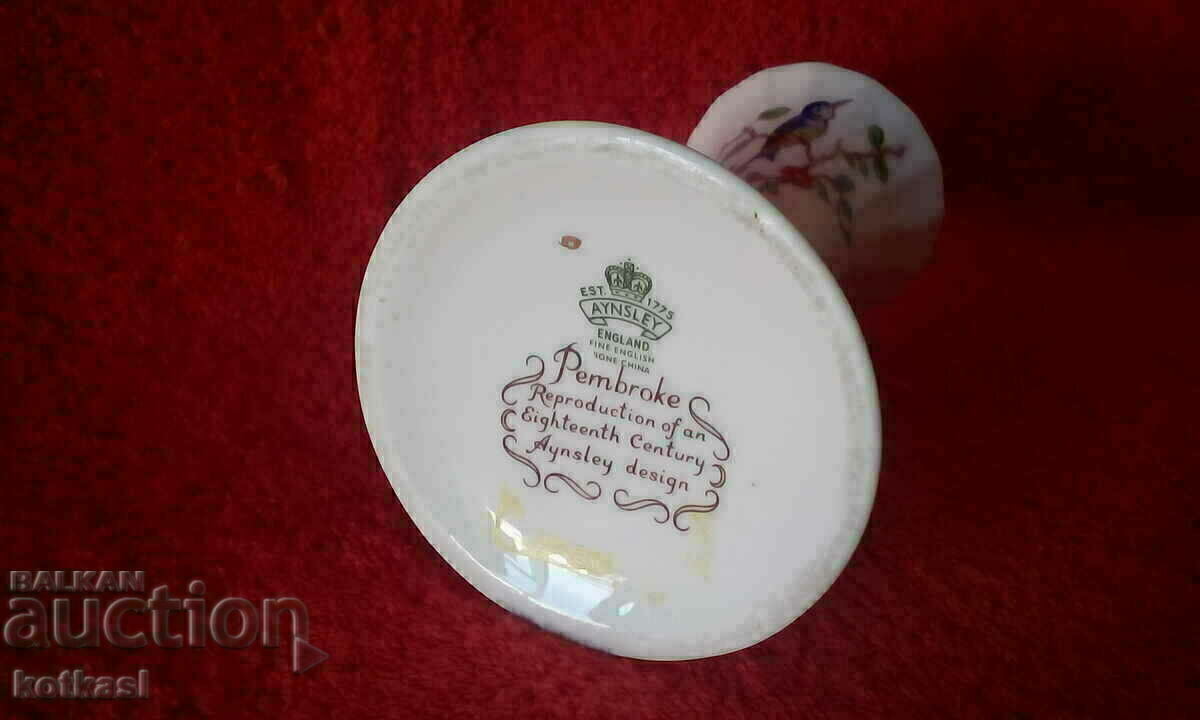 EST. 1775
AYNSLEY
ENGLAND
FINE ENGLISH
BONE CHINA
Pembroke
Reproduction of an
Eighteenth Century
Aynsley design
BALKAN
auction
kotkasl